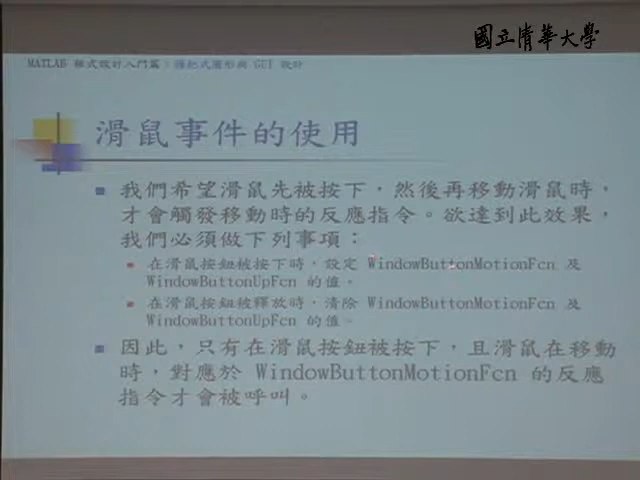 國立清華大學
MATLAB 程式設計入門篇：握把式圖形與 GUI 設計
滑鼠事件的使用
我們希望滑鼠先被按下，然後再移動滑鼠時，
才會觸發移動時的反應指令。欲達到此效果，
我們必須做下列事項：
在滑鼠按鈕被按下時，設定 WindowButtonMotionFcn 及
WindowButtonUpFcn 的值。
在滑鼠按鈕被釋放時，清除 WindowButtonMotionFcn 及
WindowButtonUpFcn 的值。
因此，只有在滑鼠按鈕被按下，且滑鼠在移動
時，對應於 WindowButtonMotionFcn 的反應
指令才會被呼叫。